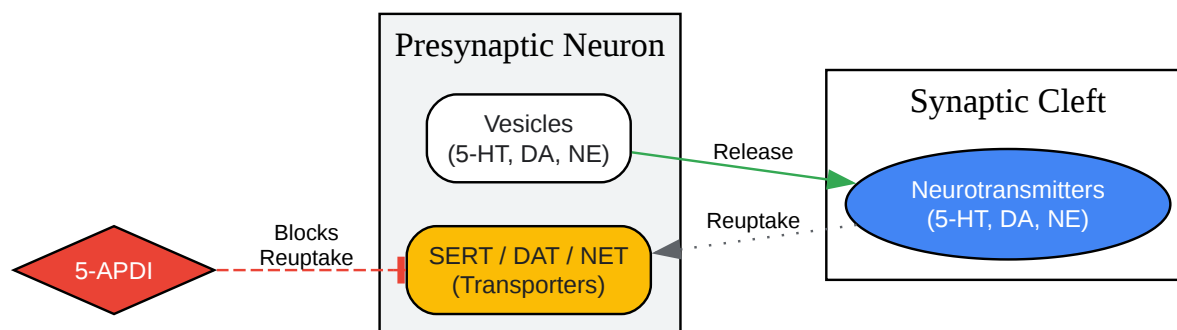 Presynaptic Neuron
Vesicles
(5-HT, DA, NE)
Release
Synaptic Cleft
Neurotransmitters
(5-HT, DA, NE)
Reuptake
5-APDI
Blocks
Reuptake
SERT / DAT / NET
(Transporters)